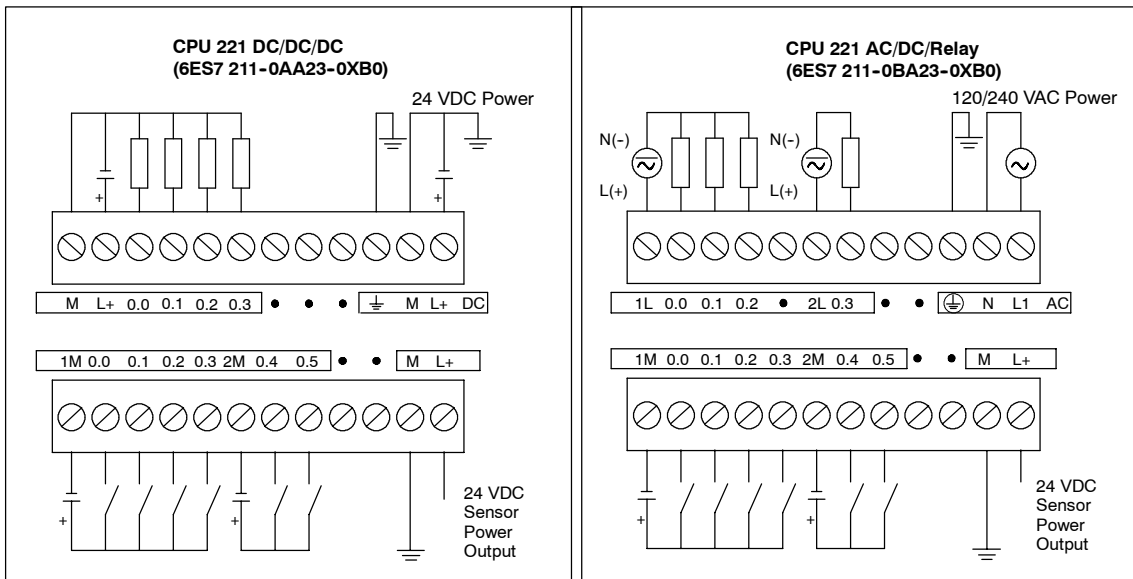 CPU 221 DC/DC/DC
(6ES7 211-0AA23-0XB0)
24 VDC Power
+
+
M L+ 0.0 0.1 0.2 0.3 • • • M L+ DC
1M 0.0 0.1 0.2 0.3 2M 0.4 0.5 • • M L+
+
+
24 VDC
Sensor
Power
Output
CPU 221 AC/DC/Relay
(6ES7 211-0BA23-0XB0)
120/240 VAC Power
N(-) N(-)
L(+) L(+)
1L 0.0 0.1 0.2 • 2L 0.3 • • N L1 AC
1M 0.0 0.1 0.2 0.3 2M 0.4 0.5 • • M L+
+
+
24 VDC
Sensor
Power
Output